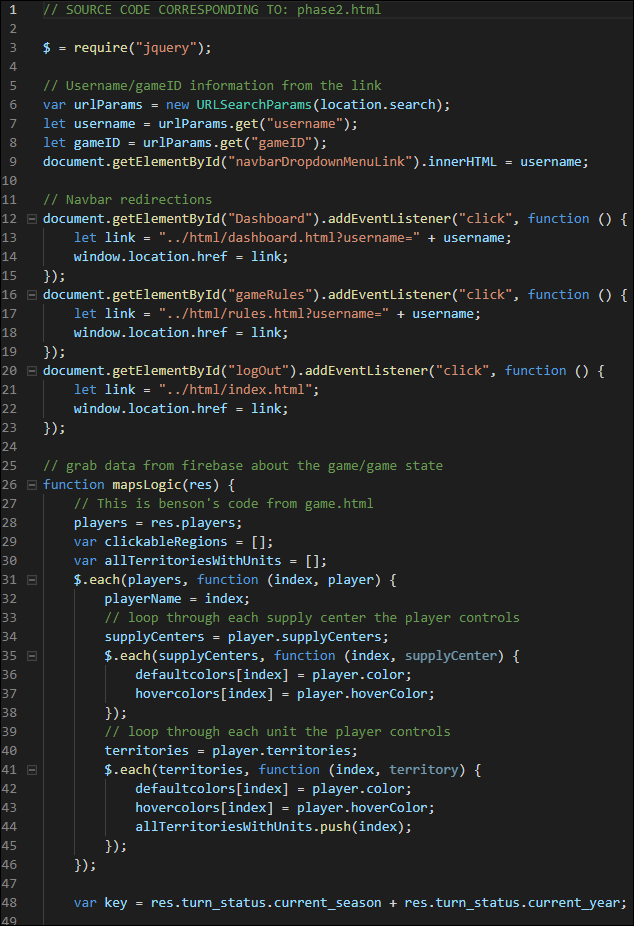 1 // SOURCE CODE CORRESPONDING TO: phase2.html
2
3 $ = require("jquery");
4
5 // Username/gameID information from the link
6 var urlParams = new URLSearchParams(location.search);
7 let username = urlParams.get("username");
8 let gameID = urlParams.get("gameID");
9 document.getElementById("navbarDropdownMenuLink").innerHTML = username;
10
11 // Navbar redirections
12 document.getElementById("Dashboard").addEventListener("click", function () {
13     let link = "../html/dashboard.html?username=" + username;
14     window.location.href = link;
15 });
16 document.getElementById("gameRules").addEventListener("click", function () {
17     let link = "../html/rules.html?username=" + username;
18     window.location.href = link;
19 });
20 document.getElementById("logOut").addEventListener("click", function () {
21     let link = "../html/index.html";
22     window.location.href = link;
23 });
24
25 // grab data from firebase about the game/game state
26 function mapsLogic(res) {
27     // This is benson's code from game.html
28     players = res.players;
29     var clickableRegions = [];
30     var allTerritoriesWithUnits = [];
31     $.each(players, function (index, player) {
32         playerName = index;
33         // loop through each supply center the player controls
34         supplyCenters = player.supplyCenters;
35         $.each(supplyCenters, function (index, supplyCenter) {
36             defaultcolors[index] = player.color;
37             hovercolors[index] = player.hoverColor;
38         });
39         // loop through each unit the player controls
40         territories = player.territories;
41         $.each(territories, function (index, territory) {
42             defaultcolors[index] = player.color;
43             hovercolors[index] = player.hoverColor;
44             allTerritoriesWithUnits.push(index);
45         });
46     });
47
48     var key = res.turn_status.current_season + res.turn_status.current_year;
49